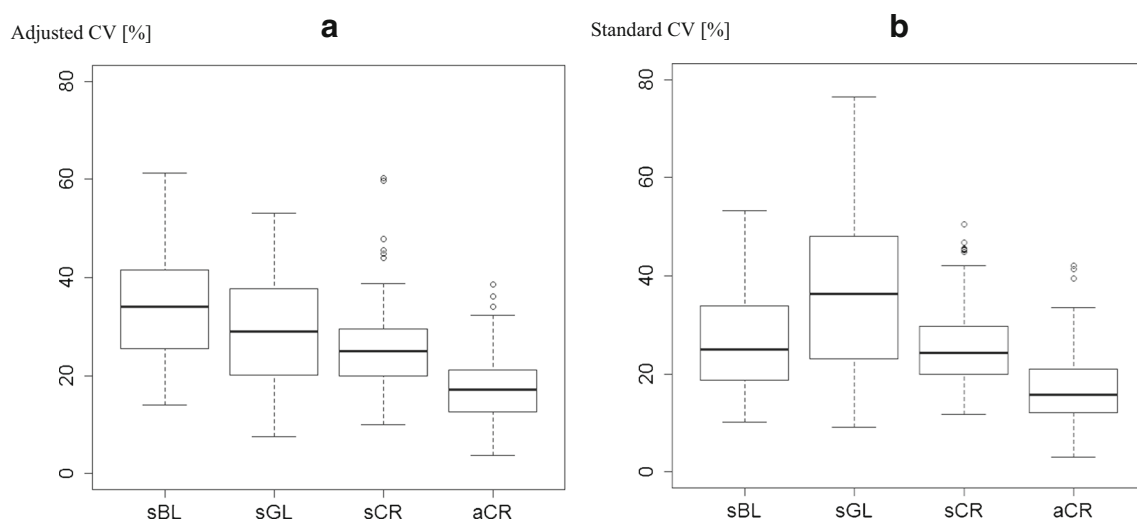 Adjusted CV [%]
a
80
60
40
20
0
sBL sGL sCR aCR
Standard CV [%]
b
80
60
40
20
0
sBL sGL sCR aCR